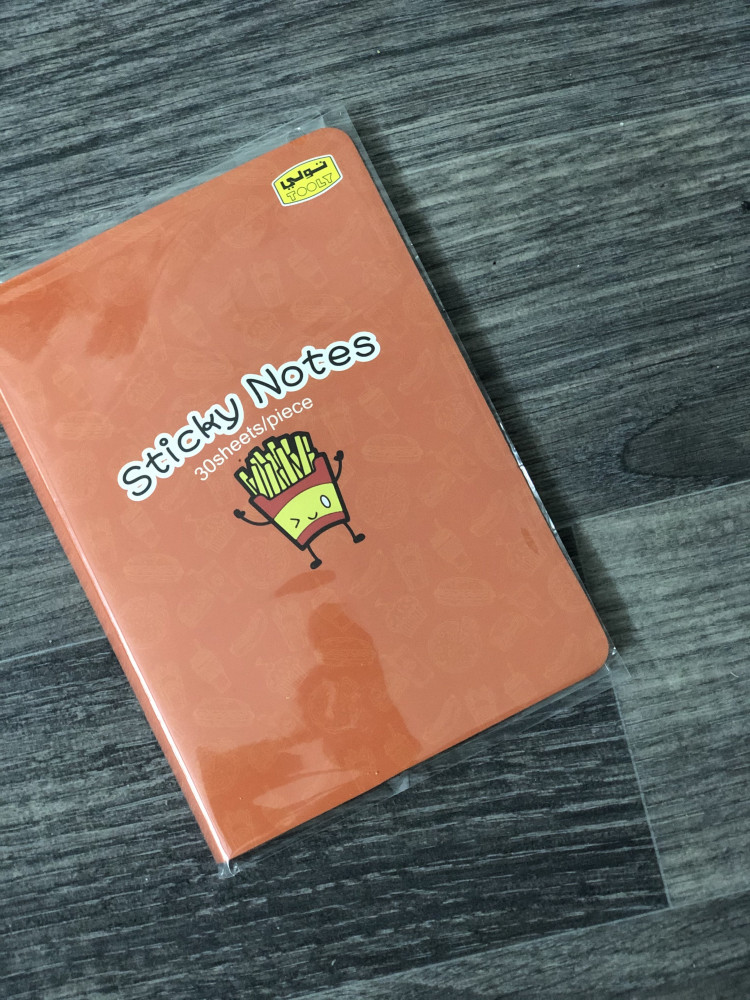 تولي
TOOLY
Sticky Notes
30sheets/piece